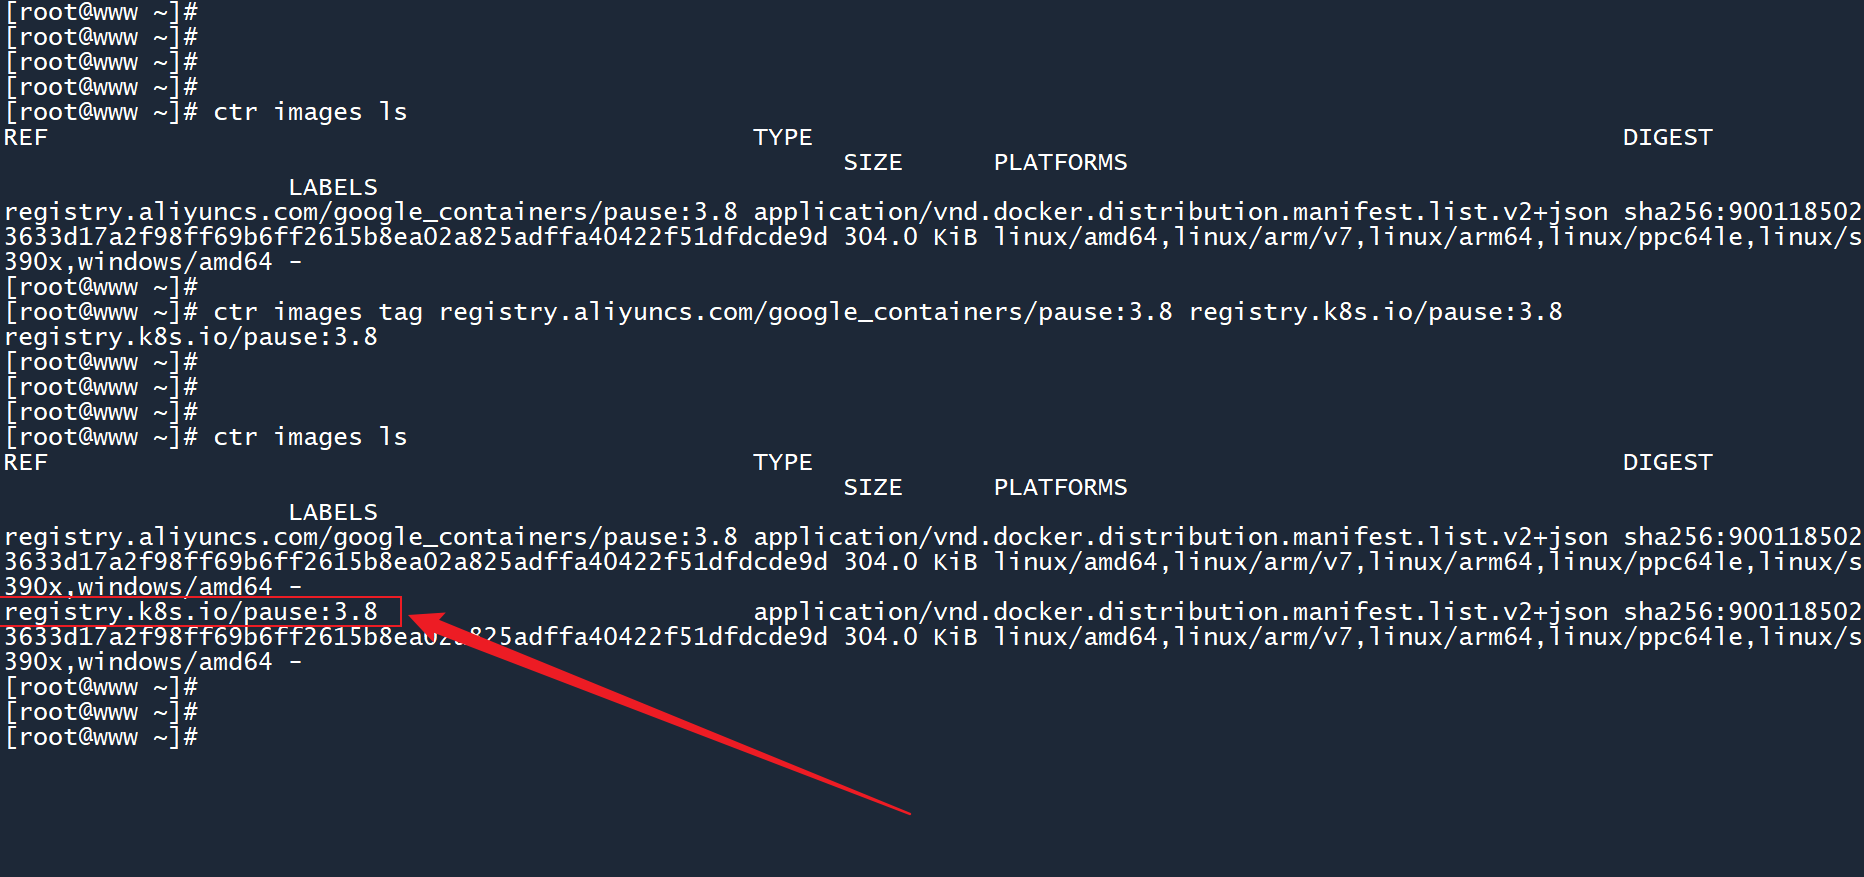 [root@www ~]#
[root@www ~]#
[root@www ~]#
[root@www ~]#
[root@www ~]# ctr images ls
REF TYPE DIGEST
SIZE PLATFORMS
LABELS
registry.aliyuncs.com/google_containers/pause:3.8 application/vnd.docker.distribution.manifest.list.v2+json sha256:900118502
3633d17a2f98ff69b6ff2615b8ea02a825adffa40422f51dfdcde9d 304.0 KiB linux/amd64,linux/arm/v7,linux/arm64,linux/ppc64le,linux/s
390x,windows/amd64 -
[root@www ~]#
[root@www ~]# ctr images tag registry.aliyuncs.com/google_containers/pause:3.8 registry.k8s.io/pause:3.8
registry.k8s.io/pause:3.8
[root@www ~]#
[root@www ~]#
[root@www ~]#
[root@www ~]# ctr images ls
REF TYPE DIGEST
SIZE PLATFORMS
LABELS
registry.aliyuncs.com/google_containers/pause:3.8 application/vnd.docker.distribution.manifest.list.v2+json sha256:900118502
3633d17a2f98ff69b6ff2615b8ea02a825adffa40422f51dfdcde9d 304.0 KiB linux/amd64,linux/arm/v7,linux/arm64,linux/ppc64le,linux/s
390x,windows/amd64 -
registry.k8s.io/pause:3.8 application/vnd.docker.distribution.manifest.list.v2+json sha256:900118502
3633d17a2f98ff69b6ff2615b8ea02a825adffa40422f51dfdcde9d 304.0 KiB linux/amd64,linux/arm/v7,linux/arm64,linux/ppc64le,linux/s
390x,windows/amd64 -
[root@www ~]#
[root@www ~]#
[root@www ~]#